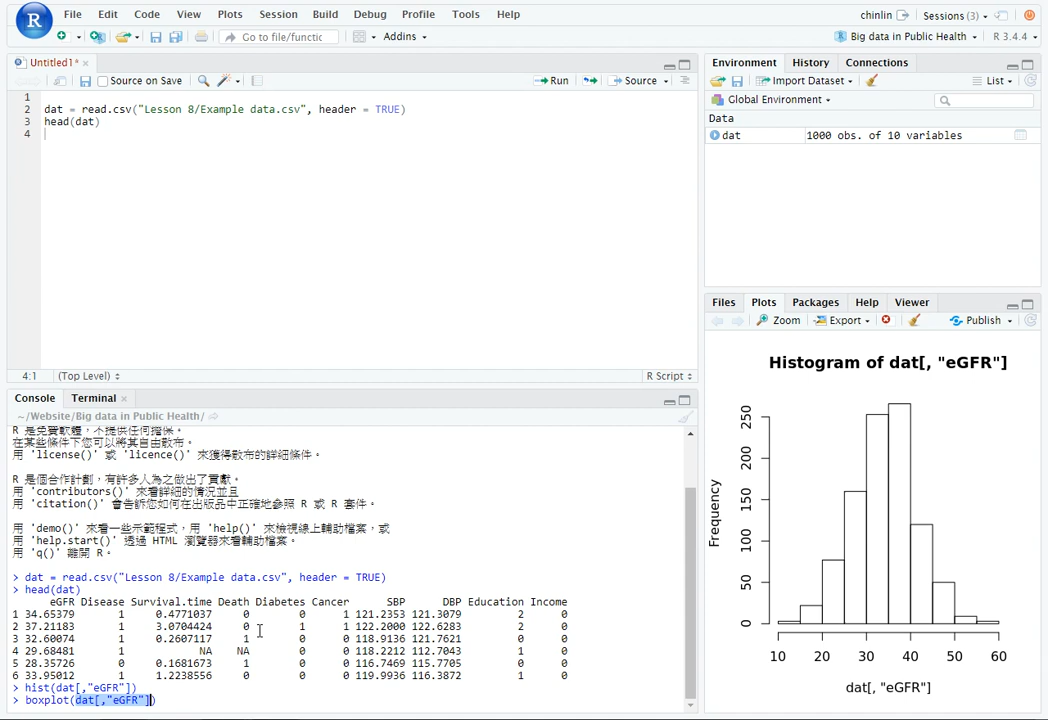 File Edit Code View Plots Session Build Debug Profile Tools Help
chinlin Sessions (3)
Go to file/functic Addins
Big data in Public Health R 3.4.4
Untitled1*
Source on Save Run Source
1
2 dat = read.csv("Lesson 8/Example data.csv", header = TRUE)
3 head(dat)
4
4:1 (Top Level) R Script
Console Terminal
~/Website/Big data in Public Health/
R 是免費軟體，不提供任何擔保。
在某些條件下您可以將其自由散布。
用 'license()' 或 'licence()' 來獲得散布的詳細條件。
R 是個合作計劃，有許多人為之做出了貢獻。
用 'contributors()' 來看詳細的情況並且
用 'citation()' 會告訴您如何在出版品中正確地參照 R 或 R 套件。
用 'demo()' 來看一些示範程式，用 'help()' 來檢視線上輔助檔案，或
用 'help.start()' 透過 HTML 瀏覽器來看輔助檔案。
用 'q()' 離開 R。
> dat = read.csv("Lesson 8/Example data.csv", header = TRUE)
> head(dat)
eGFR Disease Survival.time Death Diabetes Cancer SBP DBP Education Income
1 34.65379 1 0.4771037 0 0 1 121.2353 121.3079 2 0
2 37.21183 1 3.0704424 0 1 1 122.2000 122.6283 2 0
3 32.60074 1 0.2607117 1 0 0 118.9136 121.7621 0 0
4 29.68481 1 NA NA 0 0 118.2212 112.7043 1 0
5 28.35726 0 0.1681673 1 0 0 116.7469 115.7705 0 0
6 33.95012 1 1.2238556 0 0 0 119.9936 116.3872 1 0
> hist(dat[,"eGFR"])
> boxplot(dat[,"eGFR"])
Environment History Connections
Import Dataset List
Global Environment
Data
dat 1000 obs. of 10 variables
Files Plots Packages Help Viewer
Zoom Export Publish
Histogram of dat[, "eGFR"]
Frequency
250
200
150
100
50
0
10 20 30 40 50 60
dat[, "eGFR"]